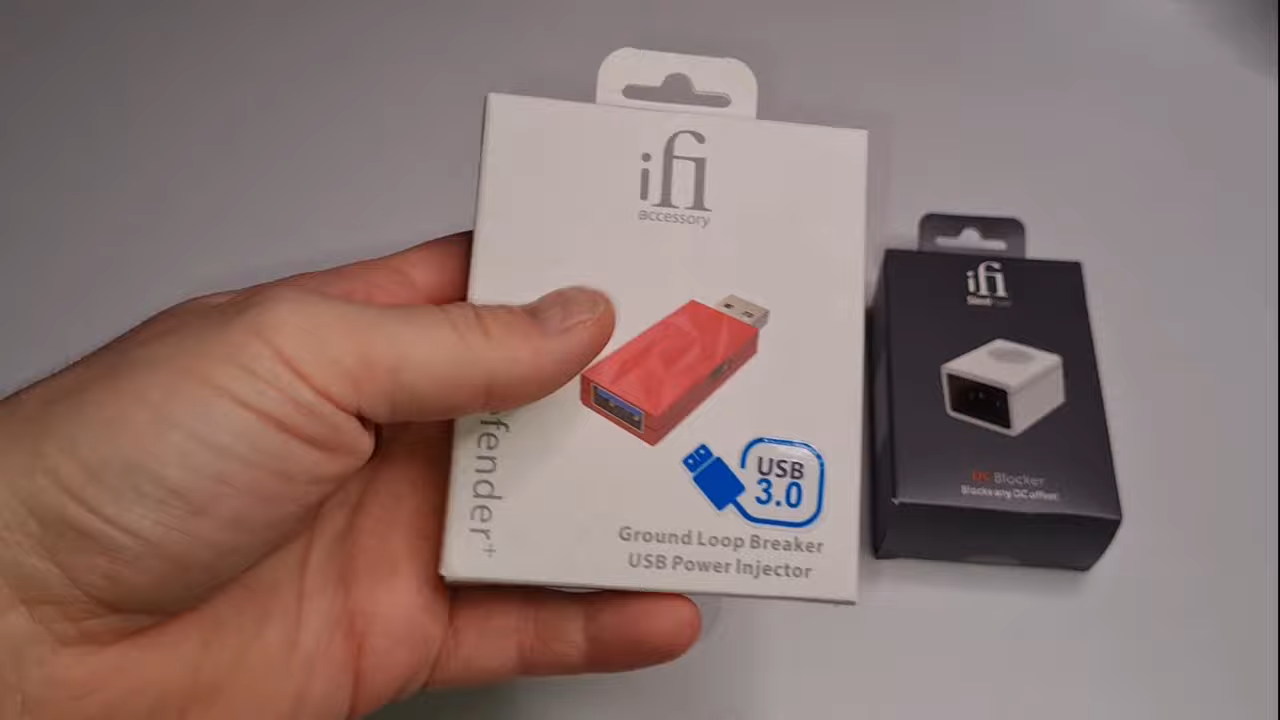 ifi
accessory
fender+
USB
3.0
Ground Loop Breaker
USB Power Injector
ifi
DC Blocker
Blocks any DC offset